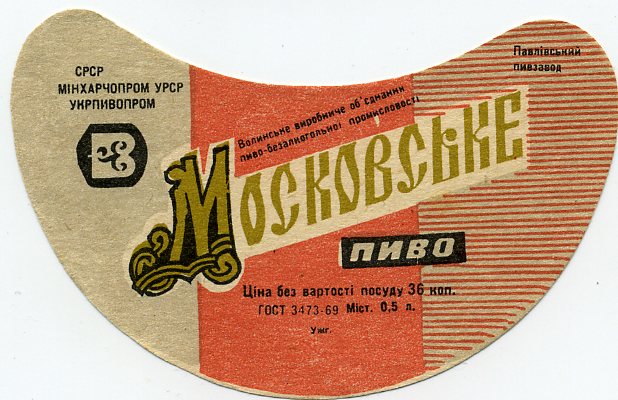 СРСР
МІНХАРЧОПРОМ УРСР
УКРПИВОПРОМ
Павлівський
пивзавод
Волинське виробниче об'єднання
пиво-безалкогольної промисловості
Московське
пиво
Ціна без вартості посуду 36 коп.
ГОСТ 3473-69 Міст. 0,5 л.
Ужг.